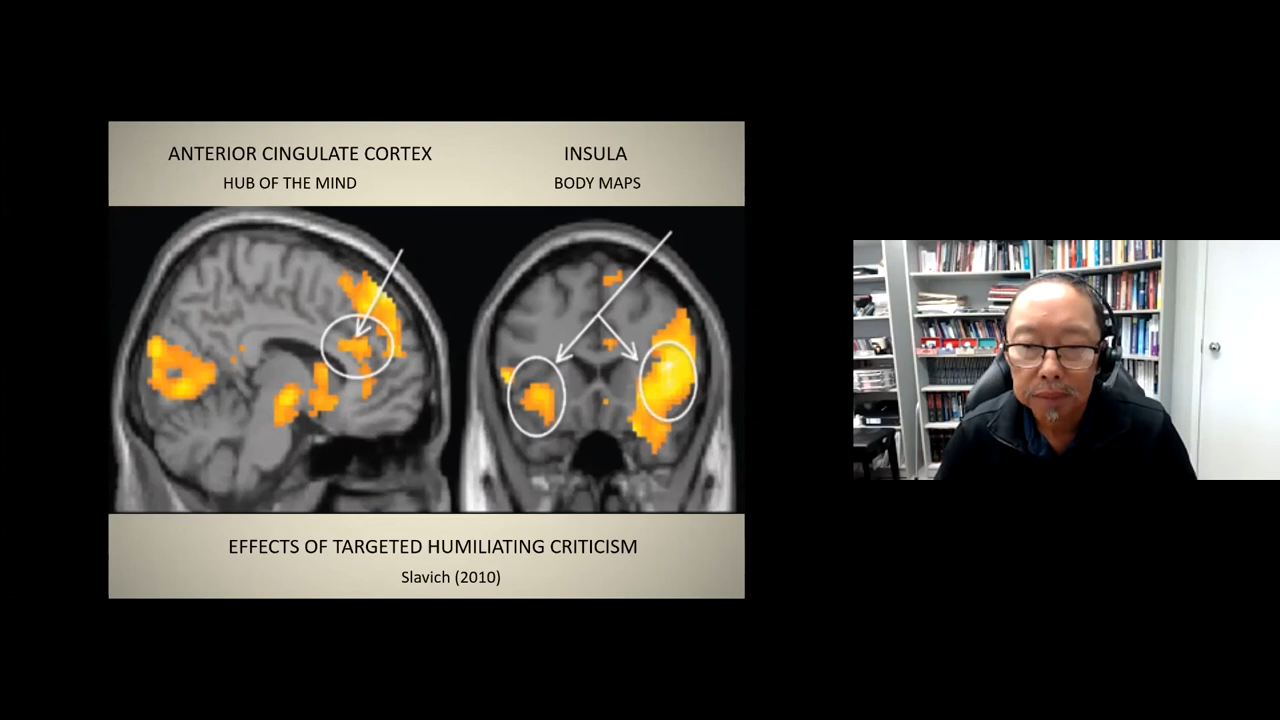 ANTERIOR CINGULATE CORTEX
HUB OF THE MIND
INSULA
BODY MAPS
EFFECTS OF TARGETED HUMILIATING CRITICISM
Slavich (2010)